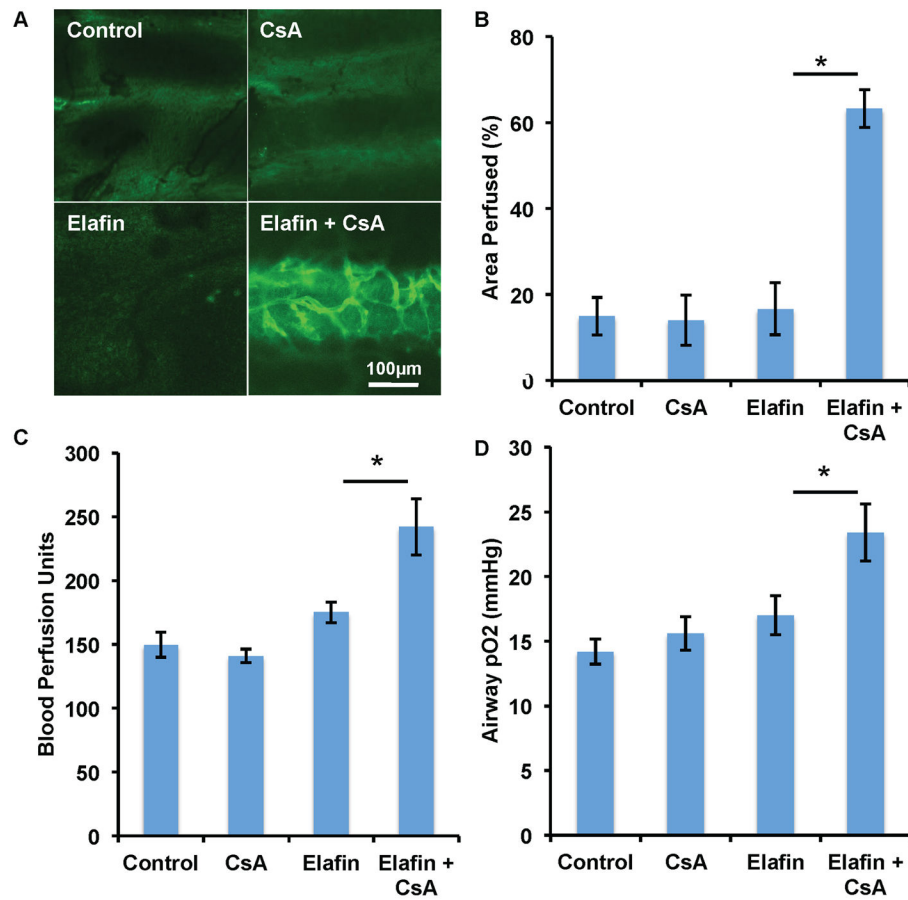 A
Control
CsA
Elafin
Elafin + CsA
100µm
B
Area Perfused (%)
80
60
40
20
0
*
Control
CsA
Elafin
Elafin +
CsA
C
Blood Perfusion Units
300
250
200
150
100
50
0
*
Control
CsA
Elafin
Elafin +
CsA
D
Airway pO2 (mmHg)
30
25
20
15
10
5
0
*
Control
CsA
Elafin
Elafin +
CsA